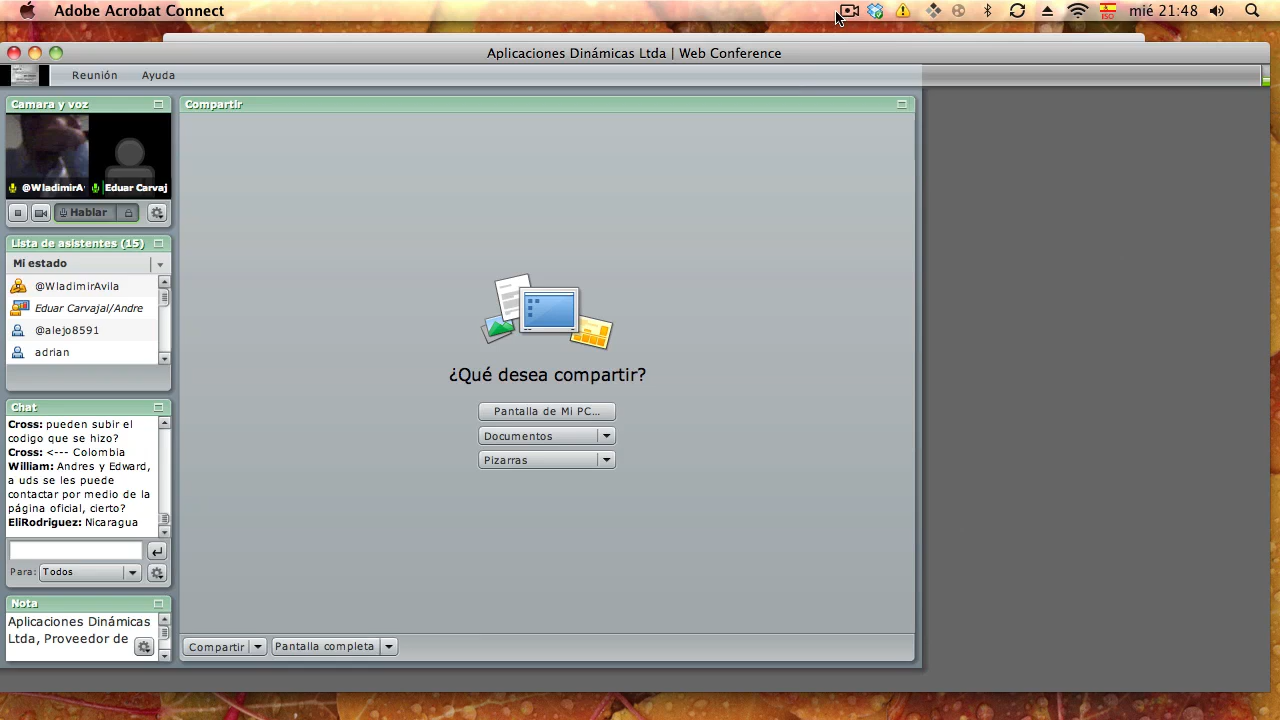 Adobe Acrobat Connect
ISO
mié 21:48
Aplicaciones Dinámicas Ltda | Web Conference
Reunión Ayuda
Camara y voz
@WladimirA
Eduar Carvaj
Hablar
Lista de asistentes (15)
Mi estado
@WladimirAvila
Eduar Carvajal/Andre
@alejo8591
adrian
Chat
Cross: pueden subir el
codigo que se hizo?
Cross: <--- Colombia
William: Andres y Edward,
a uds se les puede
contactar por medio de la
página oficial, cierto?
EliRodriguez: Nicaragua
Para: Todos
Nota
Aplicaciones Dinámicas
Ltda, Proveedor de
Compartir
¿Qué desea compartir?
Pantalla de Mi PC...
Documentos
Pizarras
Compartir
Pantalla completa